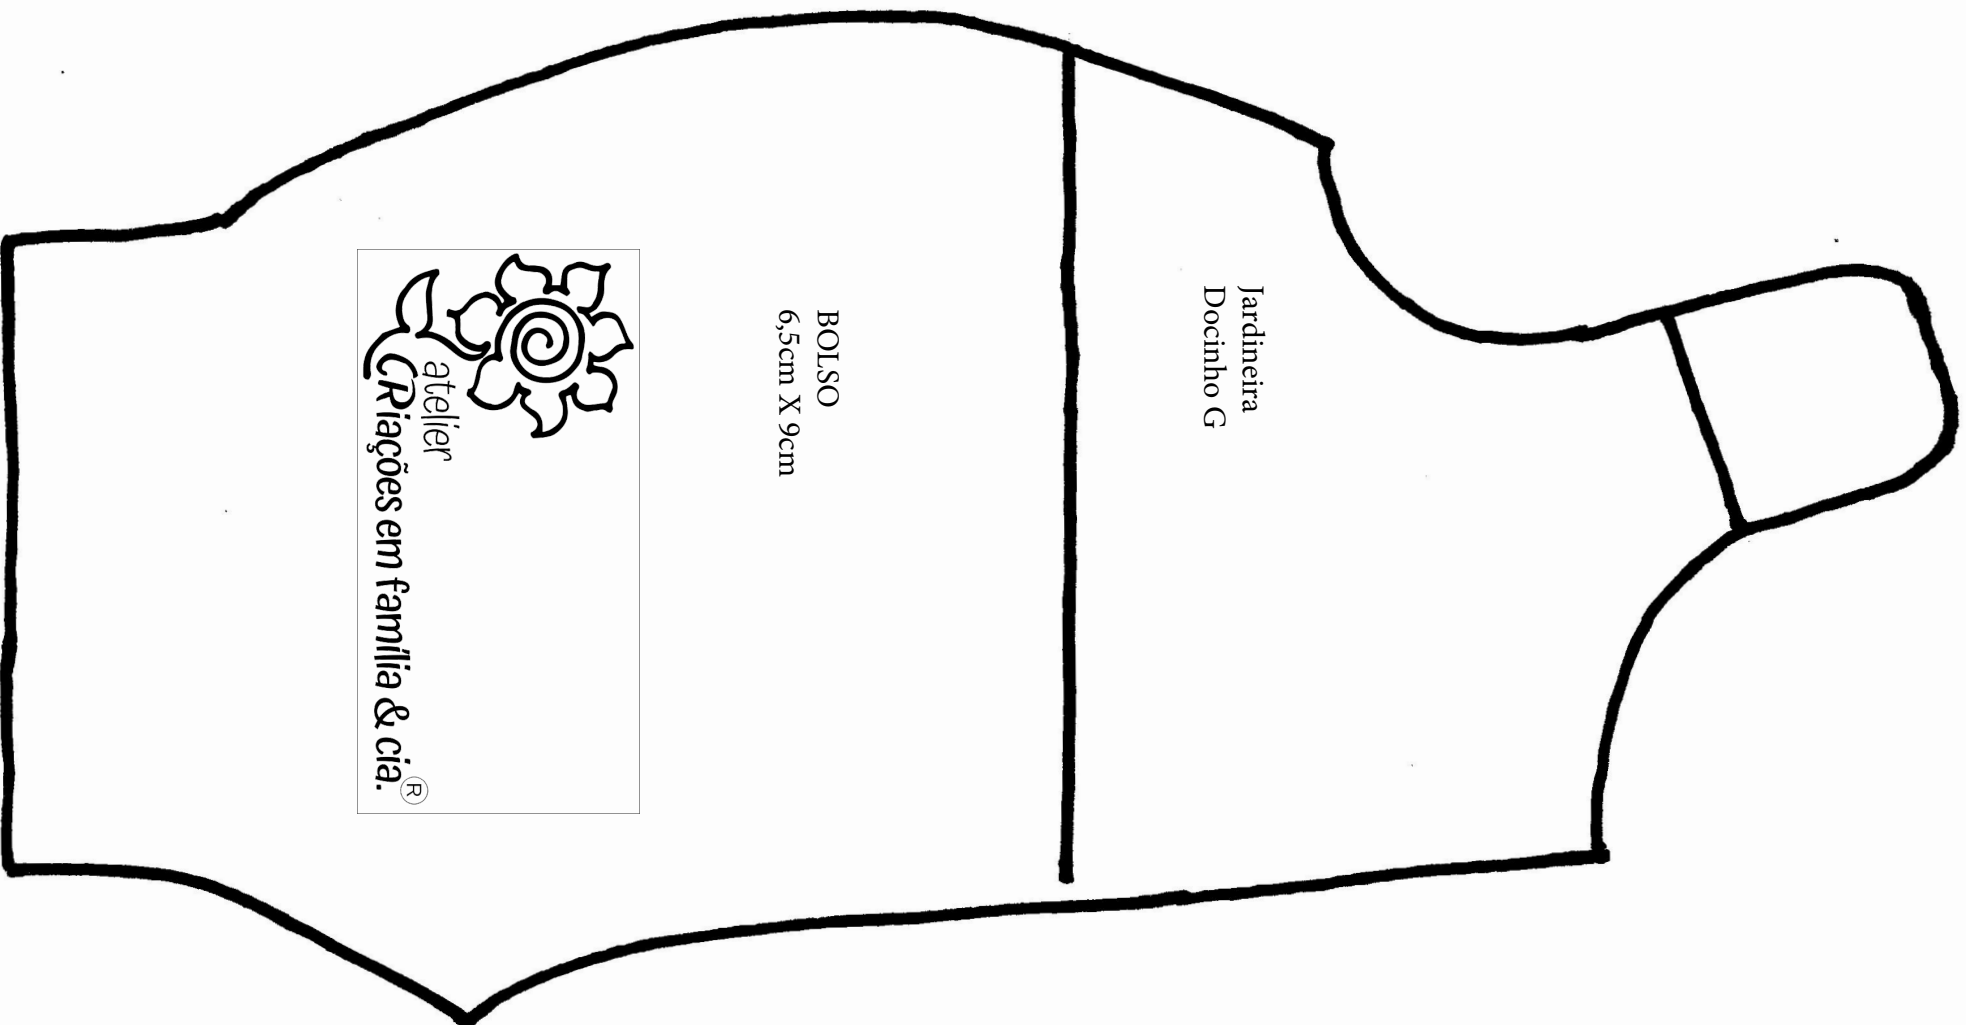 Jardineira
Docinho G
BOLSO
6,5cm X 9cm
atelier
CRiações em família & cia.
®